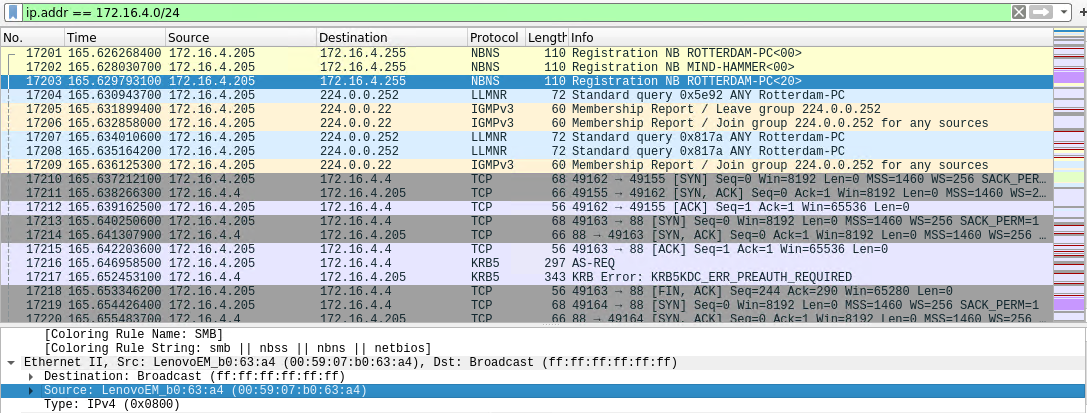 ip.addr == 172.16.4.0/24
No. Time Source Destination Protocol Length Info
17201 165.626268400 172.16.4.205 172.16.4.255 NBNS 110 Registration NB ROTTERDAM-PC<00>
17202 165.628030700 172.16.4.205 172.16.4.255 NBNS 110 Registration NB MIND-HAMMER<00>
17203 165.629793100 172.16.4.205 172.16.4.255 NBNS 110 Registration NB ROTTERDAM-PC<20>
17204 165.630943700 172.16.4.205 224.0.0.252 LLMNR 72 Standard query 0x5e92 ANY Rotterdam-PC
17205 165.631899400 172.16.4.205 224.0.0.22 IGMPv3 60 Membership Report / Leave group 224.0.0.252
17206 165.632858000 172.16.4.205 224.0.0.22 IGMPv3 60 Membership Report / Join group 224.0.0.252 for any sources
17207 165.634010600 172.16.4.205 224.0.0.252 LLMNR 72 Standard query 0x817a ANY Rotterdam-PC
17208 165.635164200 172.16.4.205 224.0.0.252 LLMNR 72 Standard query 0x817a ANY Rotterdam-PC
17209 165.636125300 172.16.4.205 224.0.0.22 IGMPv3 60 Membership Report / Join group 224.0.0.252 for any sources
17210 165.637212100 172.16.4.205 172.16.4.4 TCP 68 49162 → 49155 [SYN] Seq=0 Win=8192 Len=0 MSS=1460 WS=256 SACK_PER…
17211 165.638266300 172.16.4.4 172.16.4.205 TCP 66 49155 → 49162 [SYN, ACK] Seq=0 Ack=1 Win=8192 Len=0 MSS=1460 WS=2…
17212 165.639162500 172.16.4.205 172.16.4.4 TCP 56 49162 → 49155 [ACK] Seq=1 Ack=1 Win=65536 Len=0
17213 165.640250600 172.16.4.205 172.16.4.4 TCP 68 49163 → 88 [SYN] Seq=0 Win=8192 Len=0 MSS=1460 WS=256 SACK_PERM=1
17214 165.641307900 172.16.4.4 172.16.4.205 TCP 66 88 → 49163 [SYN, ACK] Seq=0 Ack=1 Win=8192 Len=0 MSS=1460 WS=256 …
17215 165.642203600 172.16.4.205 172.16.4.4 TCP 56 49163 → 88 [ACK] Seq=1 Ack=1 Win=65536 Len=0
17216 165.646958500 172.16.4.205 172.16.4.4 KRB5 297 AS-REQ
17217 165.652453100 172.16.4.4 172.16.4.205 KRB5 343 KRB Error: KRB5KDC_ERR_PREAUTH_REQUIRED
17218 165.653346200 172.16.4.205 172.16.4.4 TCP 56 49163 → 88 [FIN, ACK] Seq=244 Ack=290 Win=65280 Len=0
17219 165.654426400 172.16.4.205 172.16.4.4 TCP 68 49164 → 88 [SYN] Seq=0 Win=8192 Len=0 MSS=1460 WS=256 SACK_PERM=1
17220 165.655483700 172.16.4.4 172.16.4.205 TCP 66 88 → 49164 [SYN, ACK] Seq=0 Ack=1 Win=8192 Len=0 MSS=1460 WS=256 …
[Coloring Rule Name: SMB]
[Coloring Rule String: smb || nbss || nbns || netbios]
Ethernet II, Src: LenovoEM_b0:63:a4 (00:59:07:b0:63:a4), Dst: Broadcast (ff:ff:ff:ff:ff:ff)
Destination: Broadcast (ff:ff:ff:ff:ff:ff)
Source: LenovoEM_b0:63:a4 (00:59:07:b0:63:a4)
Type: IPv4 (0x0800)